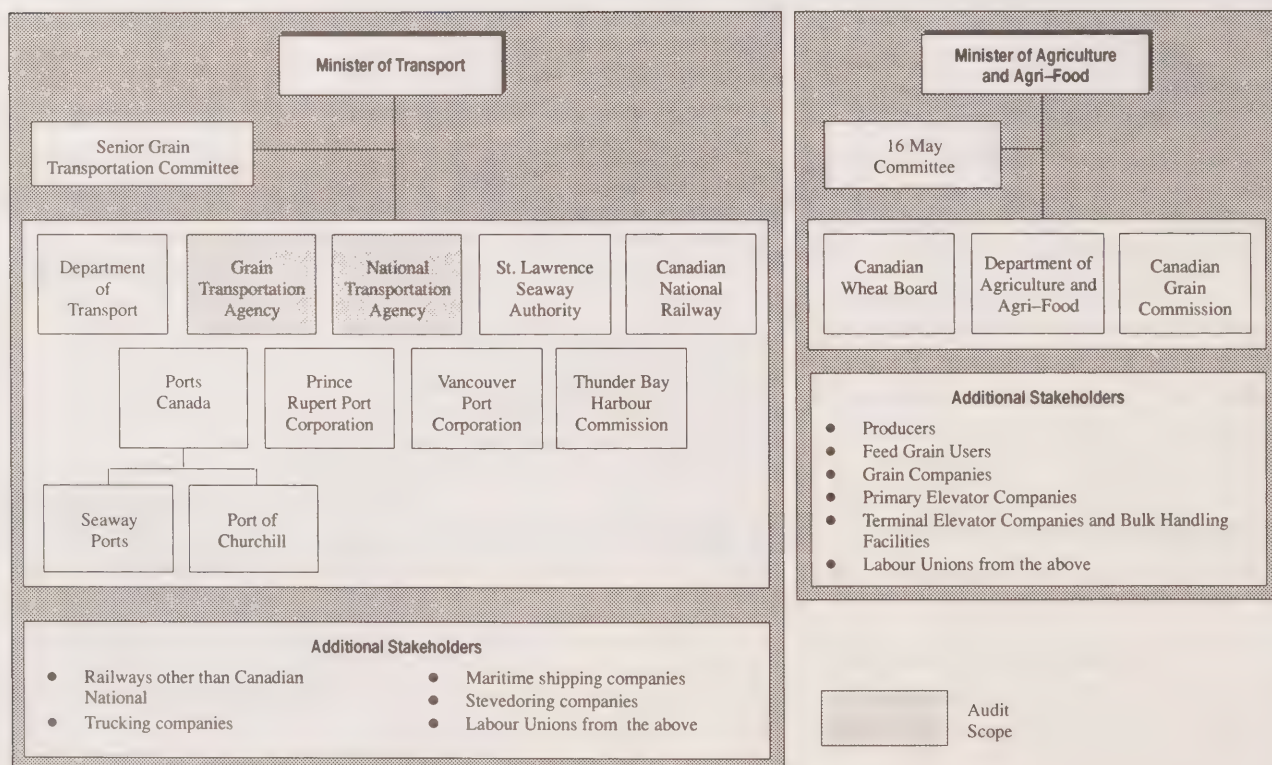 Minister of Transport
Senior Grain
Transportation Committee
Department
of
Transport
Grain
Transportation
Agency
National
Transportation
Agency
St. Lawrence
Seaway
Authority
Canadian
National
Railway
Ports
Canada
Prince
Rupert Port
Corporation
Vancouver
Port
Corporation
Thunder Bay
Harbour
Commission
Seaway
Ports
Port of
Churchill
Additional Stakeholders
● Railways other than Canadian
National
● Trucking companies
● Maritime shipping companies
● Stevedoring companies
● Labour Unions from the above
Minister of Agriculture
and Agri–Food
16 May
Committee
Canadian
Wheat Board
Department of
Agriculture and
Agri–Food
Canadian
Grain
Commission
Additional Stakeholders
● Producers
● Feed Grain Users
● Grain Companies
● Primary Elevator Companies
● Terminal Elevator Companies and Bulk Handling
Facilities
● Labour Unions from the above
Audit
Scope